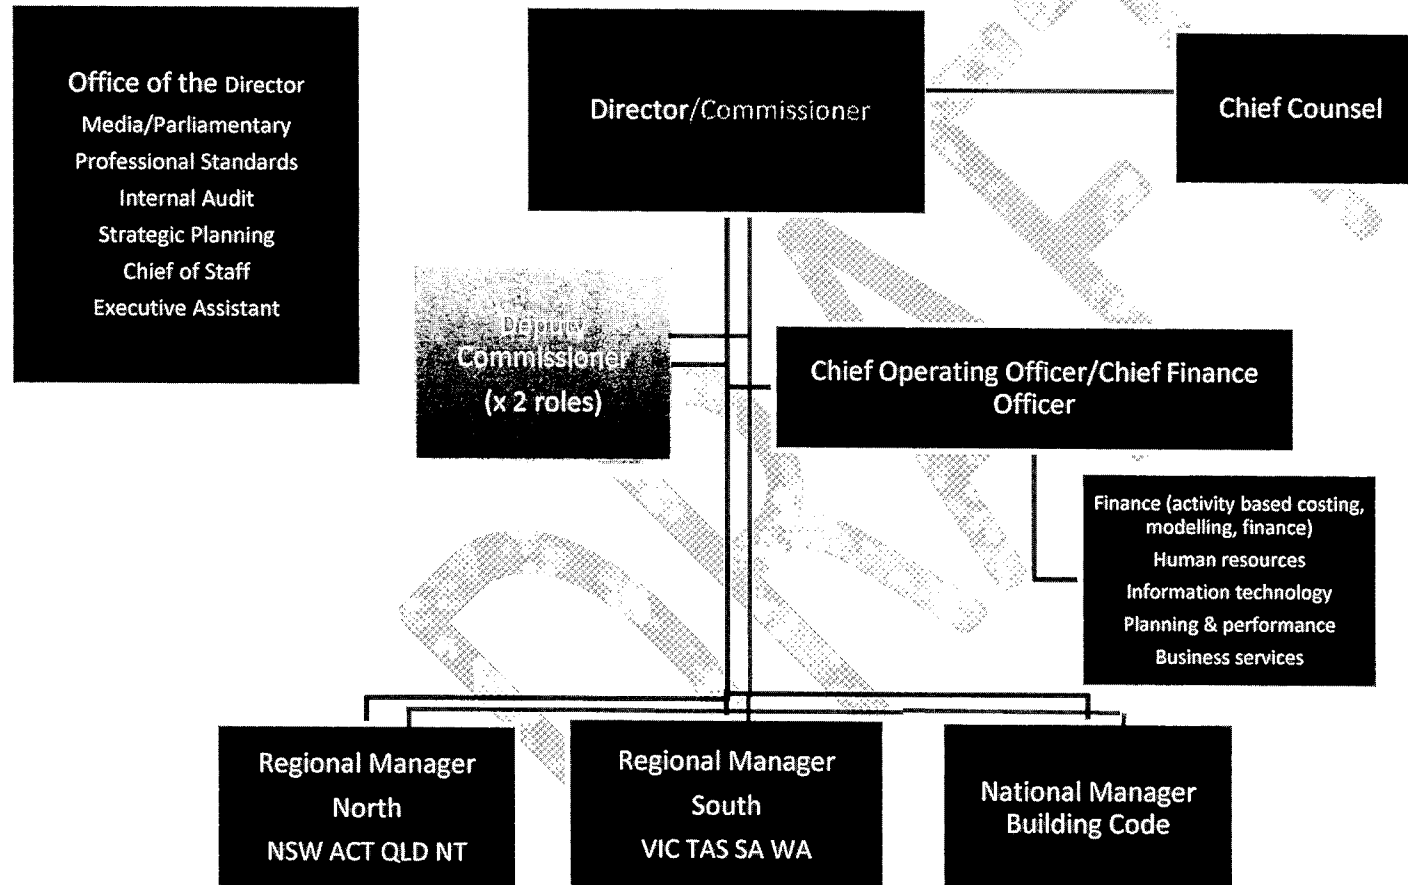 Office of the Director
Media/Parliamentary
Professional Standards
Internal Audit
Strategic Planning
Chief of Staff
Executive Assistant
Director/Commissioner
Chief Counsel
Deputy
Commissioner
(x 2 roles)
Chief Operating Officer/Chief Finance
Officer
Finance (activity based costing,
modelling, finance)
Human resources
Information technology
Planning & performance
Business services
Regional Manager
North
NSW ACT QLD NT
Regional Manager
South
VIC TAS SA WA
National Manager
Building Code